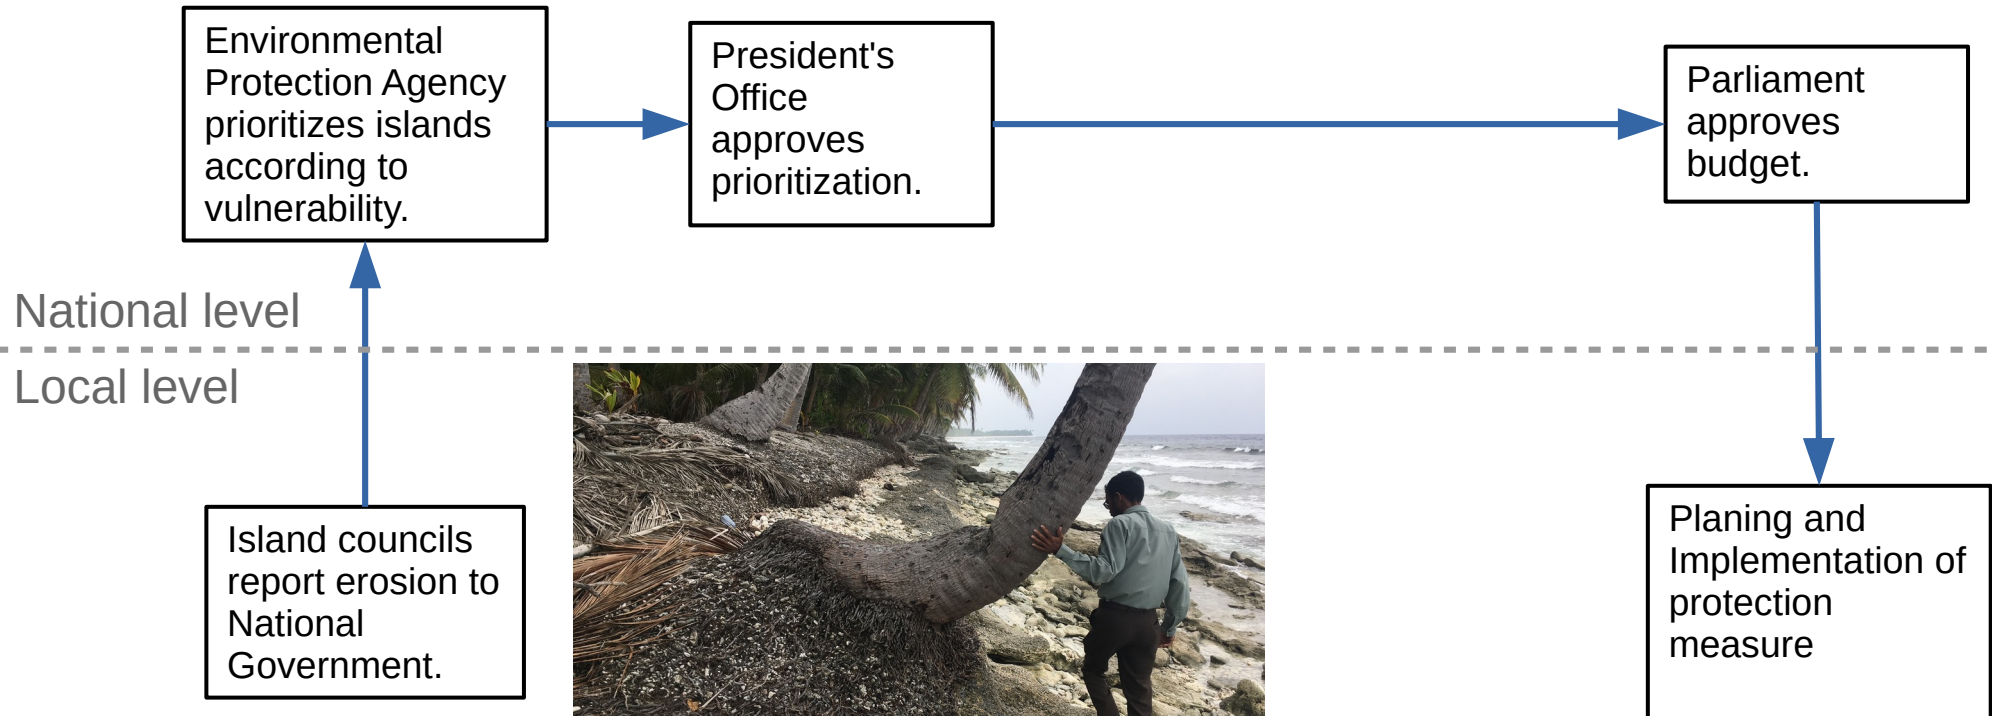 Environmental
Protection Agency
prioritizes islands
according to
vulnerability.
President's
Office
approves
prioritization.
Parliament
approves
budget.
National level
Local level
Island councils
report erosion to
National
Government.
Planing and
Implementation of
protection
measure